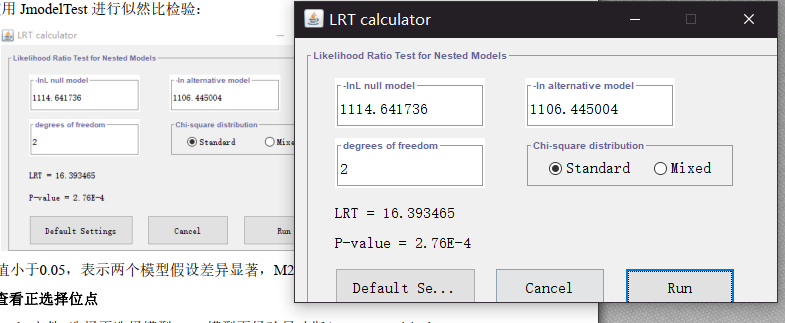 用 JmodelTest 进行似然比检验:
LRT calculator
Likelihood Ratio Test for Nested Models
-lnL null model
-ln alternative model
1114.641736
1106.445004
degrees of freedom
Chi-square distribution
2
Standard
Mixe
LRT = 16.393465
P-value = 2.76E-4
Default Settings
Cancel
Run
值小于0.05，表示两个模型假设差异显著，M2
查看正选择位点
LRT calculator
Likelihood Ratio Test for Nested Models
-lnL null model
-ln alternative model
1114.641736
1106.445004
degrees of freedom
Chi-square distribution
2
Standard
Mixed
LRT = 16.393465
P-value = 2.76E-4
Default Se...
Cancel
Run